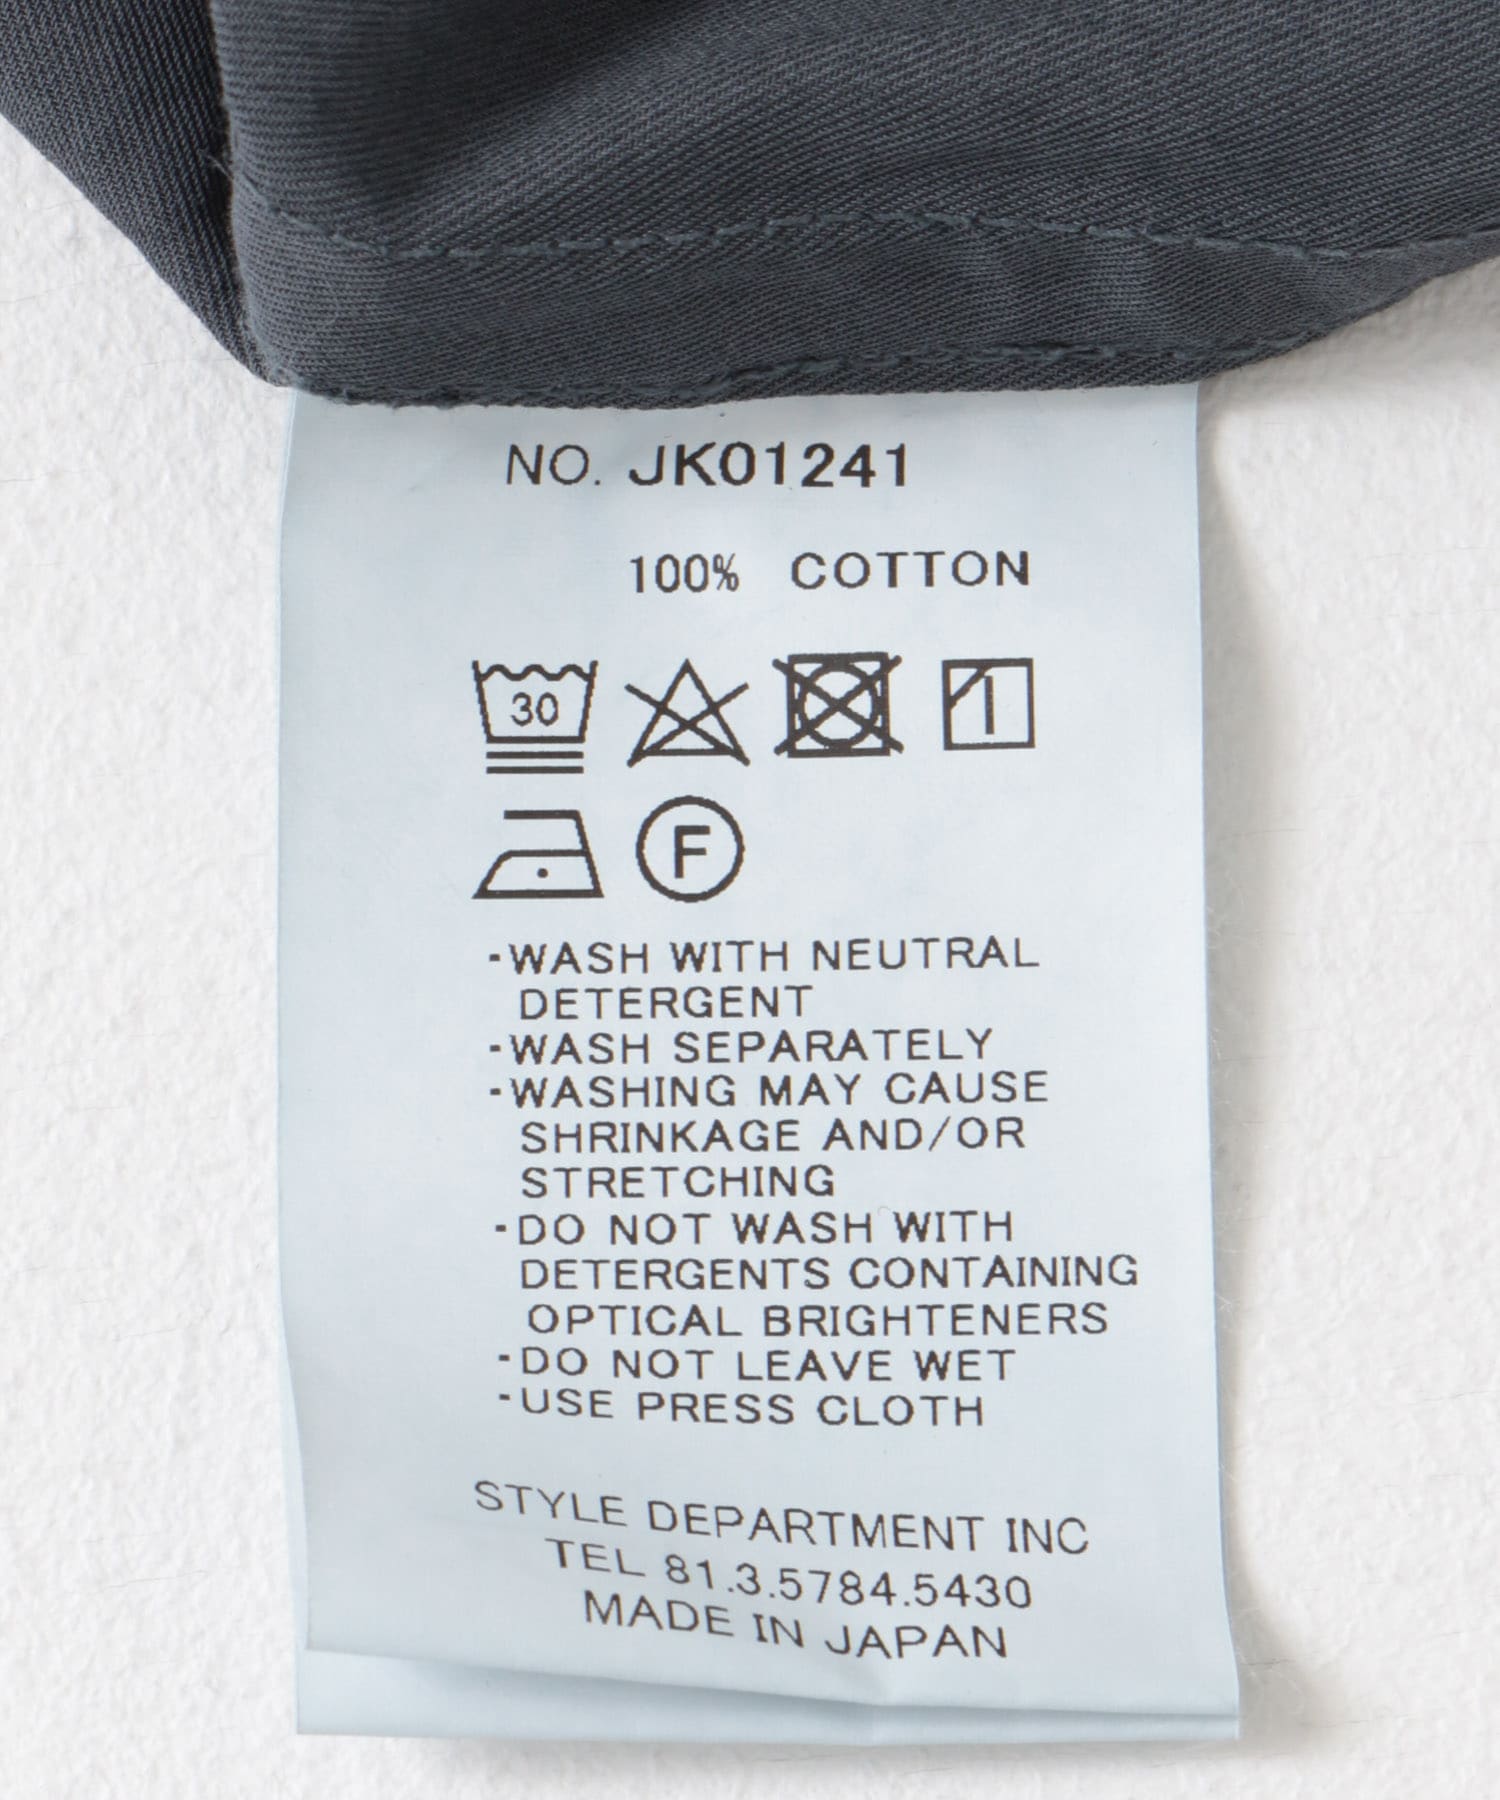 NO. JK01241
100% COTTON
30
F
-WASH WITH NEUTRAL
DETERGENT
-WASH SEPARATELY
-WASHING MAY CAUSE
SHRINKAGE AND/OR
STRETCHING
-DO NOT WASH WITH
DETERGENTS CONTAINING
OPTICAL BRIGHTENERS
-DO NOT LEAVE WET
-USE PRESS CLOTH
STYLE DEPARTMENT INC
TEL 81.3.5784.5430
MADE IN JAPAN